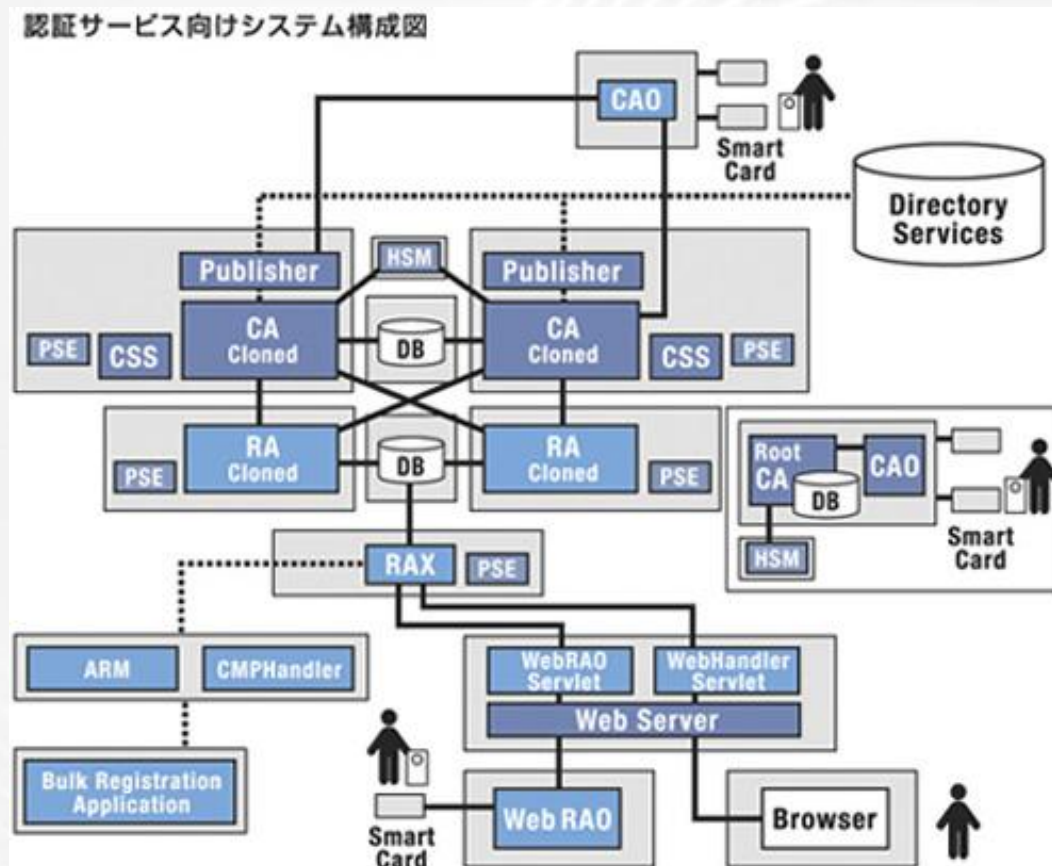 認証サービス向けシステム構成図
CAO
Smart
Card
Directory
Services
Publisher
HSM
Publisher
PSE
CSS
CA
Cloned
DB
CA
Cloned
CSS
PSE
PSE
RA
Cloned
DB
RA
Cloned
PSE
Root
CA
DB
CAO
HSM
Smart
Card
RAX
PSE
ARM
CMPHandler
WebRAO
Servlet
WebHandler
Servlet
Web Server
Bulk Registration
Application
Smart
Card
Web RAO
Browser